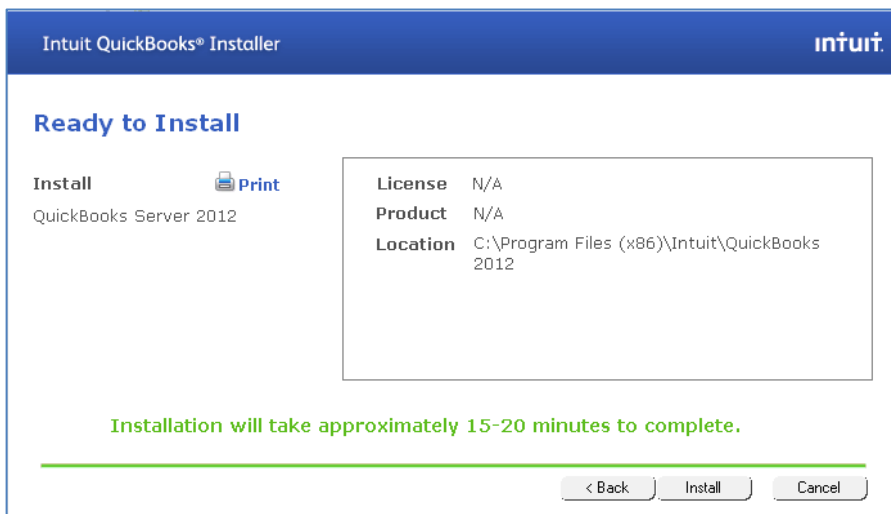 Intuit QuickBooks® Installer
intuit.
Ready to Install
Install
Print
QuickBooks Server 2012
License N/A
Product N/A
Location C:\Program Files (x86)\Intuit\QuickBooks
2012
Installation will take approximately 15-20 minutes to complete.
< Back
Install
Cancel